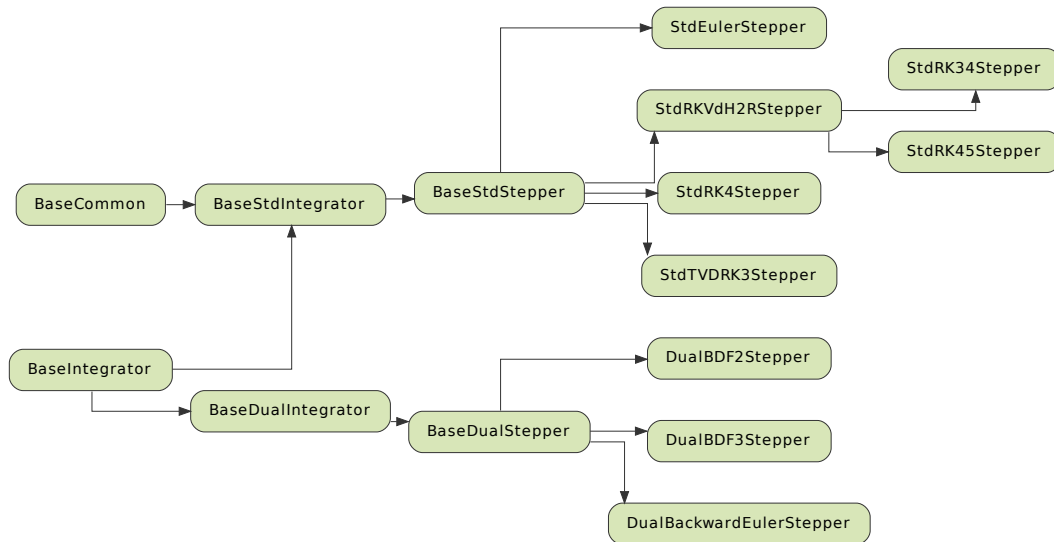 StdEulerStepper
StdRK34Stepper
StdRKVdH2RStepper
StdRK45Stepper
BaseCommon
BaseStdIntegrator
BaseStdStepper
StdRK4Stepper
StdTVDRK3Stepper
BaseIntegrator
DualBDF2Stepper
BaseDualIntegrator
BaseDualStepper
DualBDF3Stepper
DualBackwardEulerStepper